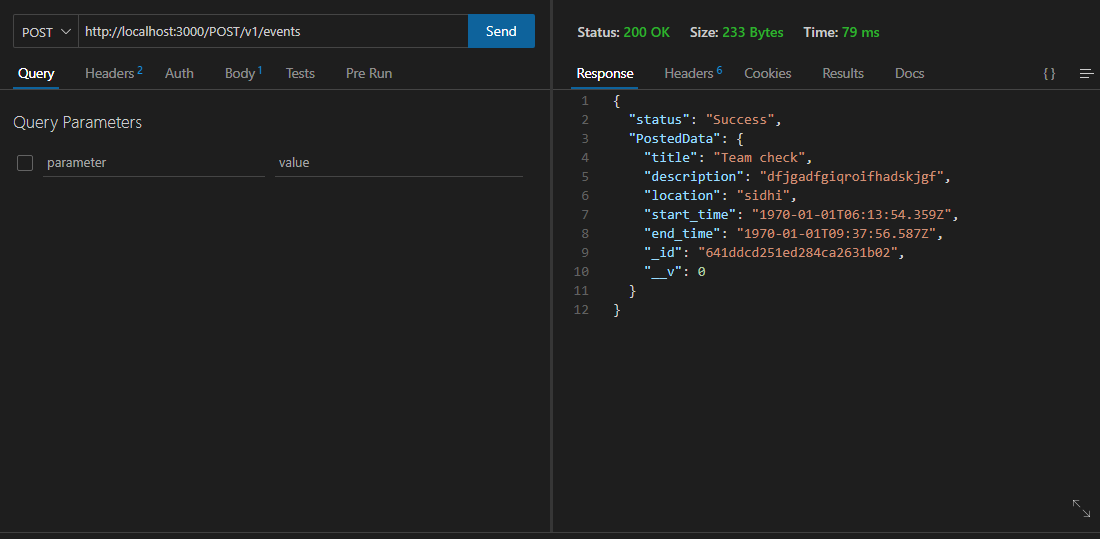 POST http://localhost:3000/POST/v1/events Send
Query Headers 2 Auth Body 1 Tests Pre Run
Query Parameters
parameter value
Status: 200 OK Size: 233 Bytes Time: 79 ms
Response Headers 6 Cookies Results Docs {}
1 {
2 "status": "Success",
3 "PostedData": {
4 "title": "Team check",
5 "description": "dfjgadfgiqroifhadskjgf",
6 "location": "sidhi",
7 "start_time": "1970-01-01T06:13:54.359Z",
8 "end_time": "1970-01-01T09:37:56.587Z",
9 "_id": "641ddcd251ed284ca2631b02",
10 "__v": 0
11 }
12 }